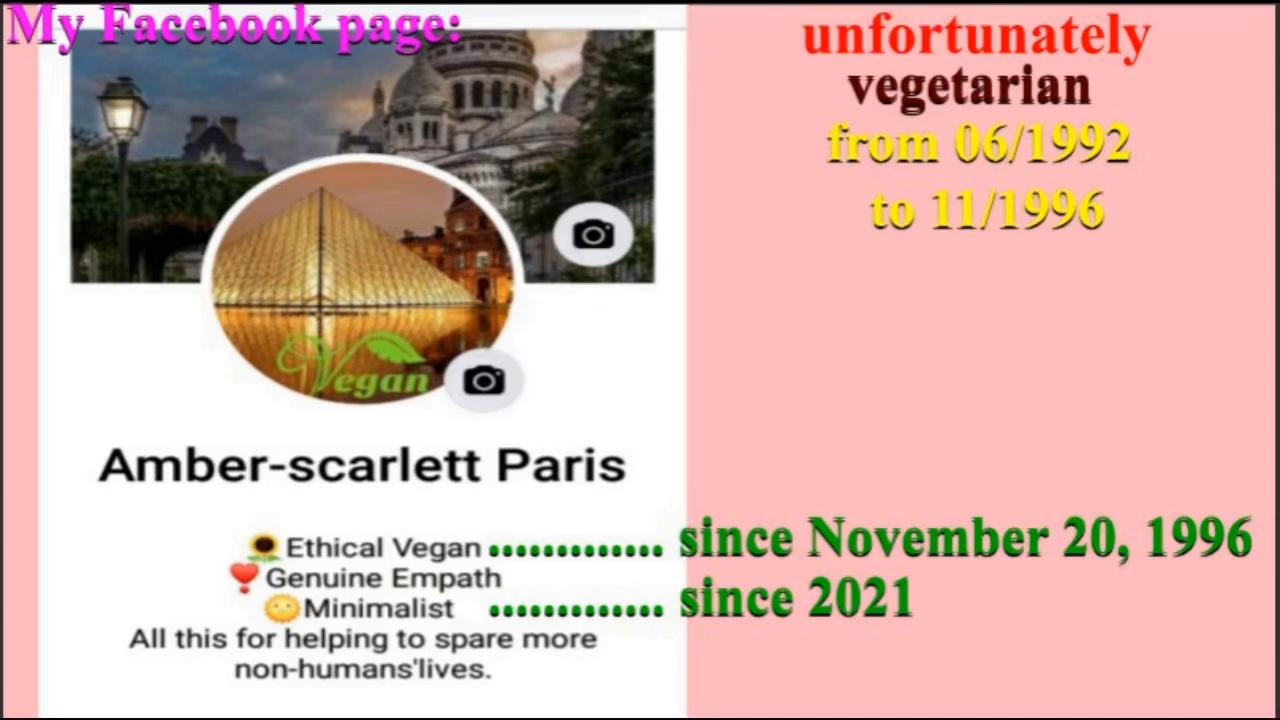 My Facebook page:
unfortunately
vegetarian
from 06/1992
to 11/1996
Vegan
Amber-scarlett Paris
Ethical Vegan ............. since November 20, 1996
Genuine Empath
Minimalist ............. since 2021
All this for helping to spare more
non-humans'lives.